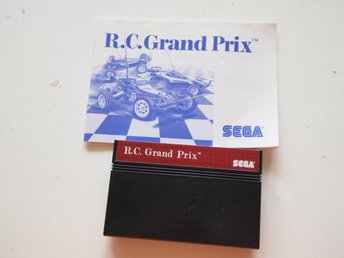 R.C.Grand Prix™
SEGA
R.C. Grand Prix™
SEGA